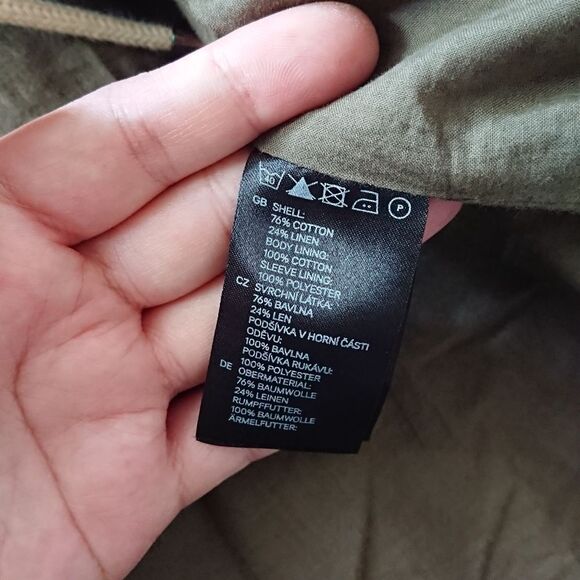 40 P
GB SHELL:
76% COTTON
24% LINEN
BODY LINING:
100% COTTON
SLEEVE LINING:
100% POLYESTER
CZ SVRCHNÍ LÁTKA:
76% BAVLNA
24% LEN
PODŠÍVKA V HORNÍ ČÁSTI
ODĚVU:
100% BAVLNA
PODŠÍVKA RUKÁVU:
100% POLYESTER
DE OBERMATERIAL:
76% BAUMWOLLE
24% LEINEN
RUMPFFUTTER:
100% BAUMWOLLE
ÄRMELFUTTER: